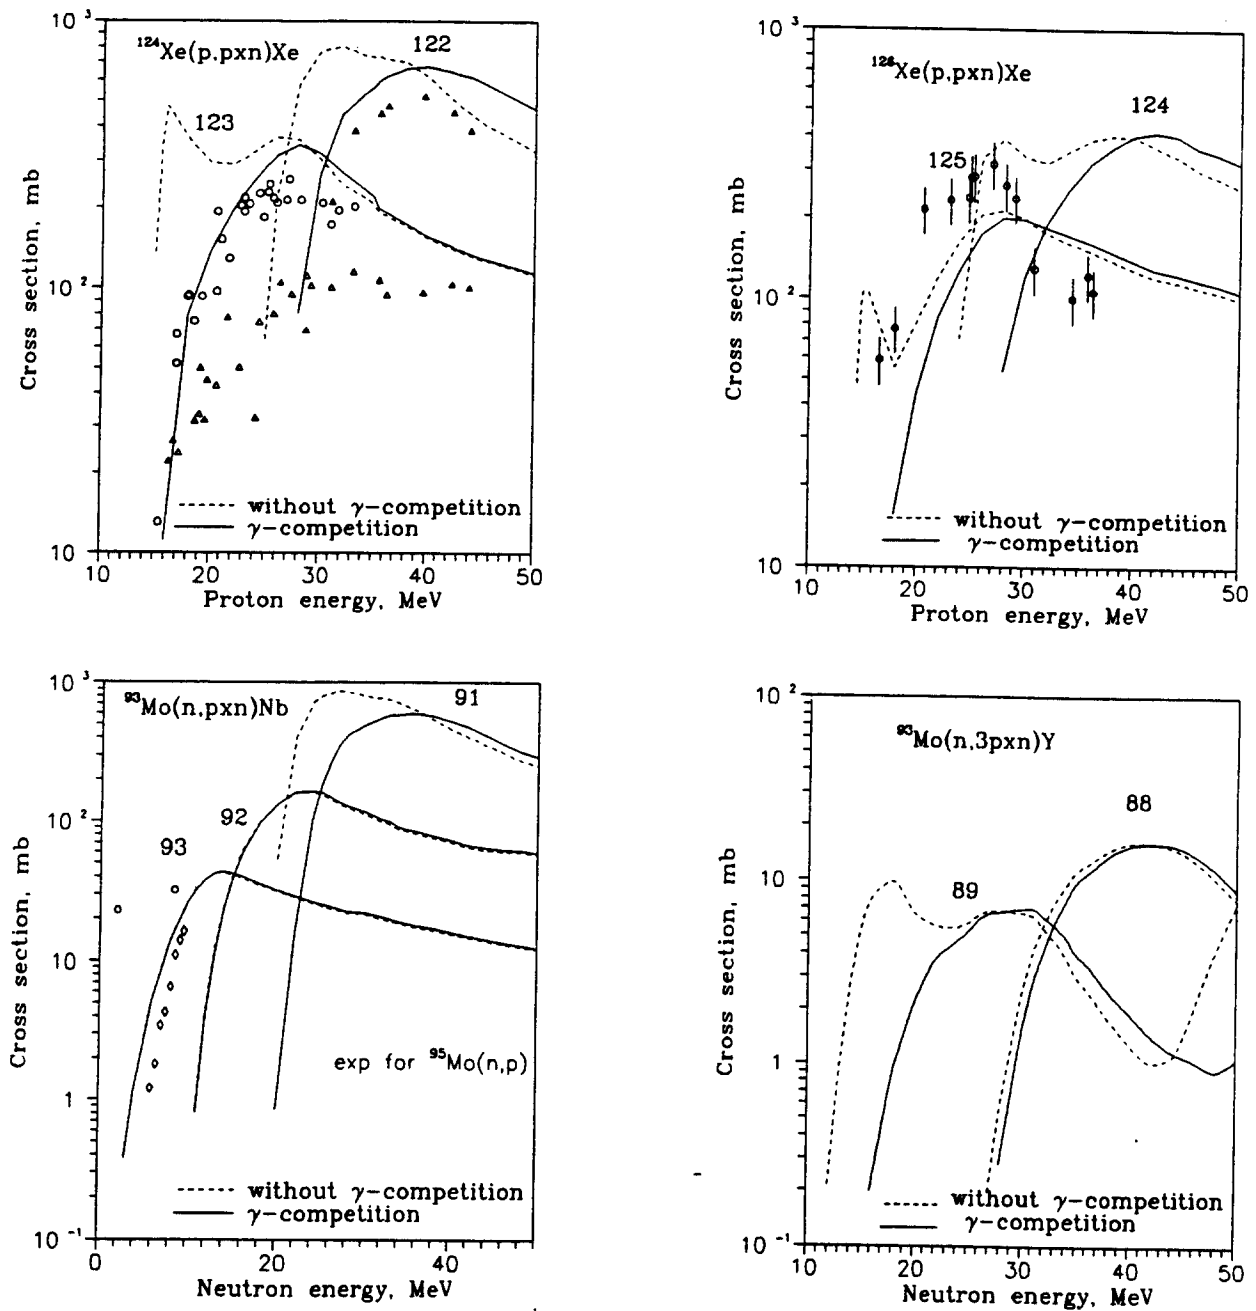 10³
¹²⁴Xe(p,pxn)Xe
122
123
Cross section, mb
10²
without γ-competition
γ-competition
10
10 20 30 40 50
Proton energy, MeV
10³
¹²⁶Xe(p,pxn)Xe
124
125
Cross section, mb
10²
without γ-competition
γ-competition
10
10 20 30 40 50
Proton energy, MeV
10³
⁹³Mo(n,pxn)Nb
91
92
93
Cross section, mb
10²
10
1
exp for ⁹⁵Mo(n,p)
without γ-competition
γ-competition
10⁻¹
0 20 40
Neutron energy, MeV
10²
⁹³Mo(n,3pxn)Y
88
89
Cross section, mb
10
1
without γ-competition
γ-competition
10⁻¹
10 20 30 40 50
Neutron energy, MeV